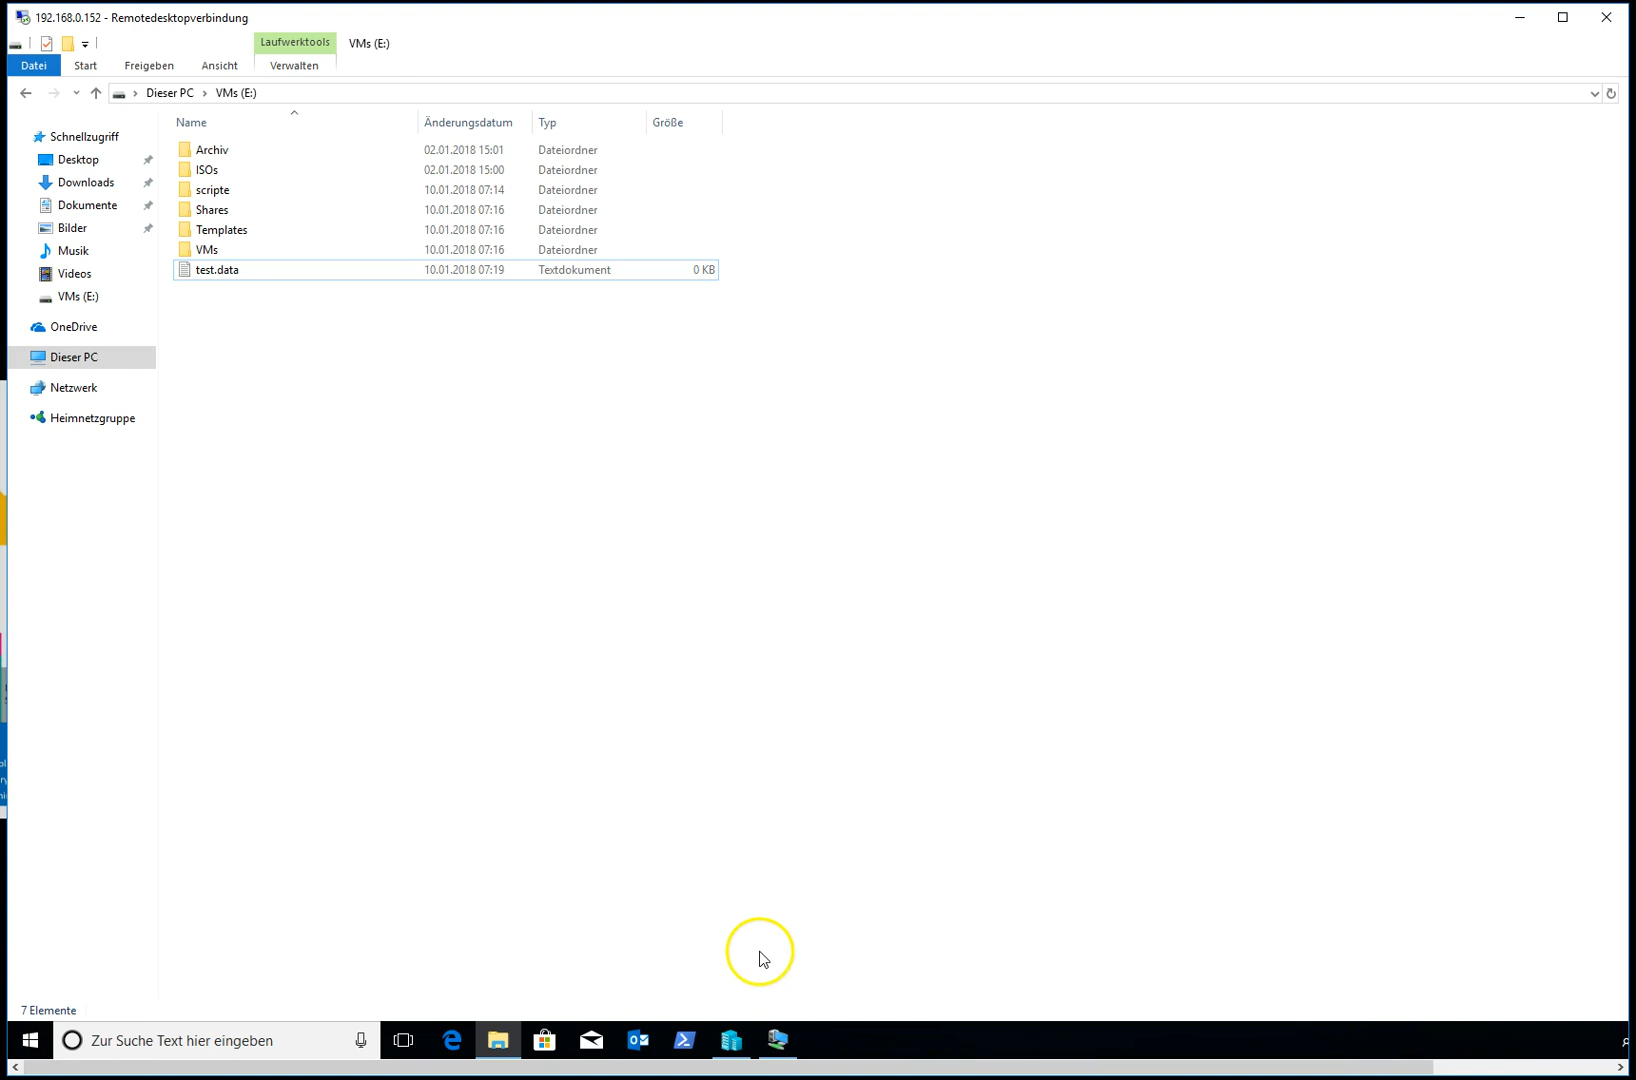 192.168.0.152 - Remotedesktopverbindung
Laufwerktools VMs (E:)
Datei Start Freigeben Ansicht Verwalten
Dieser PC › VMs (E:)
Name Änderungsdatum Typ Größe
Schnellzugriff
Desktop
Downloads
Dokumente
Bilder
Musik
Videos
VMs (E:)
OneDrive
Dieser PC
Netzwerk
Heimnetzgruppe
Archiv 02.01.2018 15:01 Dateiordner
ISOs 02.01.2018 15:00 Dateiordner
scripte 10.01.2018 07:14 Dateiordner
Shares 10.01.2018 07:16 Dateiordner
Templates 10.01.2018 07:16 Dateiordner
VMs 10.01.2018 07:16 Dateiordner
test.data 10.01.2018 07:19 Textdokument 0 KB
7 Elemente
Zur Suche Text hier eingeben